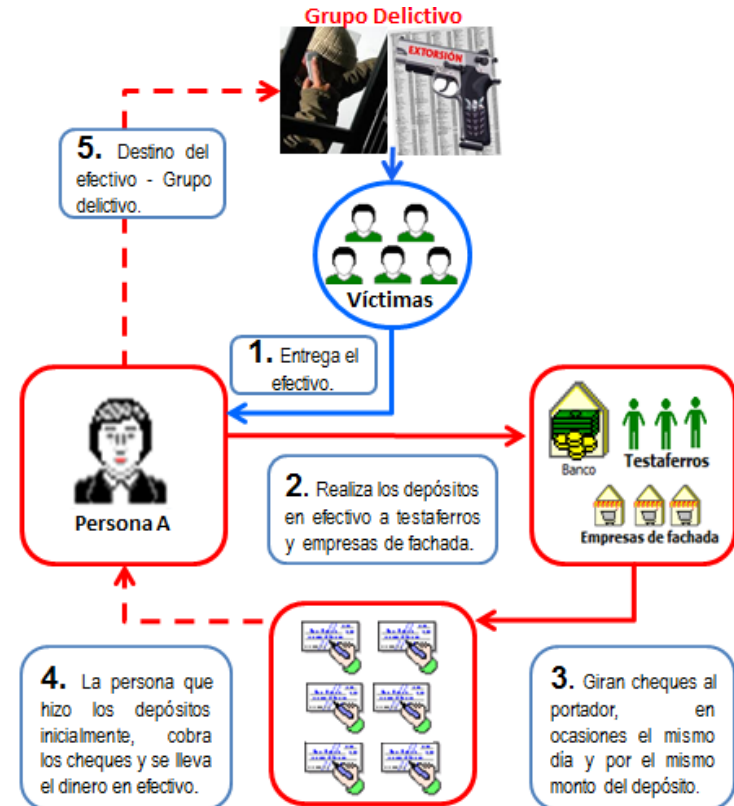 Grupo Delictivo
EXTORSIÓN
5. Destino del
efectivo - Grupo
delictivo.
Víctimas
1. Entrega el
efectivo.
Persona A
Banco
Testaferros
Empresas de fachada
2. Realiza los depósitos
en efectivo a testaferros
y empresas de fachada.
4. La persona que
hizo los depósitos
inicialmente, cobra
los cheques y se lleva
el dinero en efectivo.
3. Giran cheques al
portador, en
ocasiones el mismo
día y por el mismo
monto del depósito.